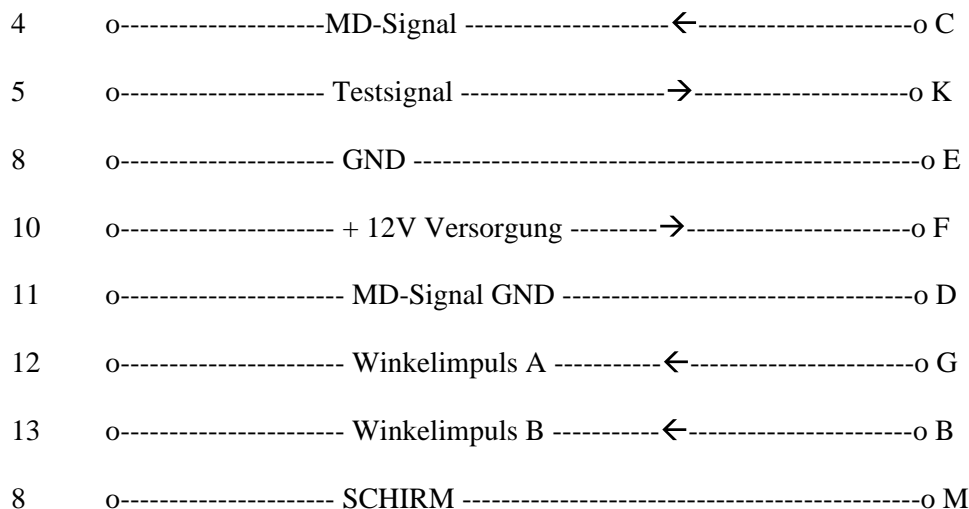 4 o--------------------MD-Signal --------------------←---------------------o C
5 o--------------------- Testsignal --------------------→---------------------o K
8 o--------------------- GND --------------------------------------------------o E
10 o--------------------- + 12V Versorgung ---------→----------------------o F
11 o---------------------- MD-Signal GND ----------------------------------o D
12 o---------------------- Winkelimpuls A -----------←----------------------o G
13 o---------------------- Winkelimpuls B -----------←----------------------o B
8 o--------------------- SCHIRM ---------------------------------------------o M